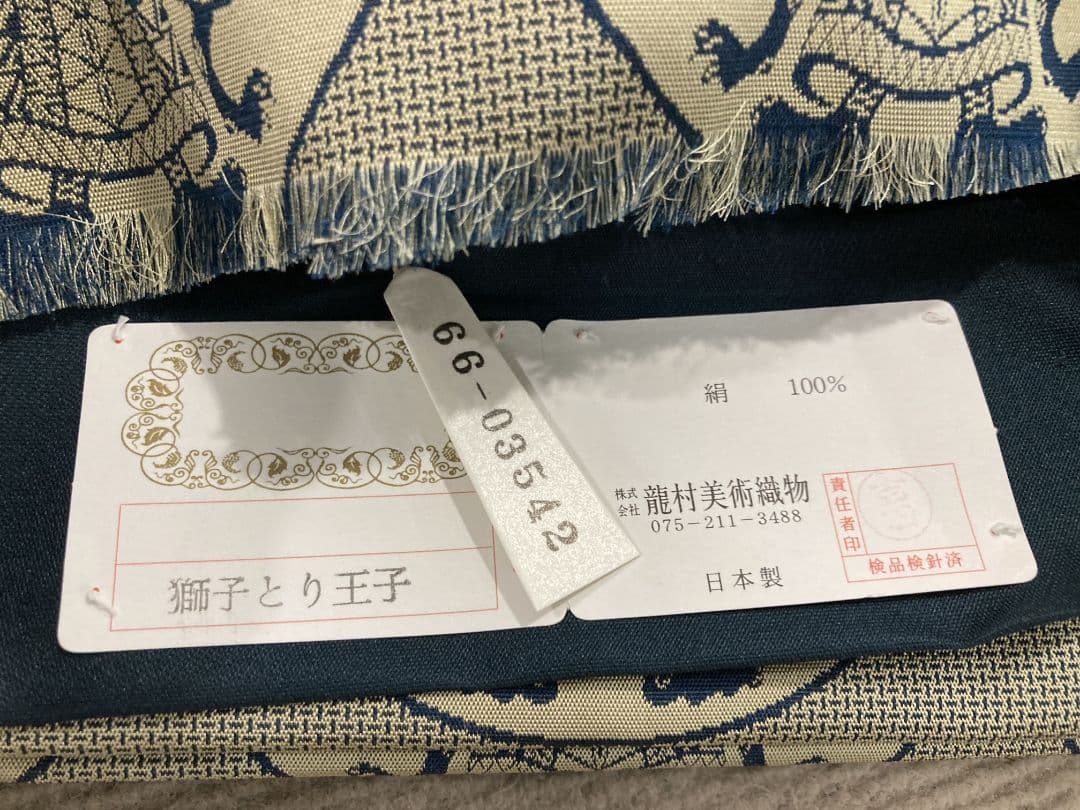 66-03542
獅子とり王子
絹 100%
株式会社 龍村美術織物
075-211-3488
日本製
責任者印
検品検針済